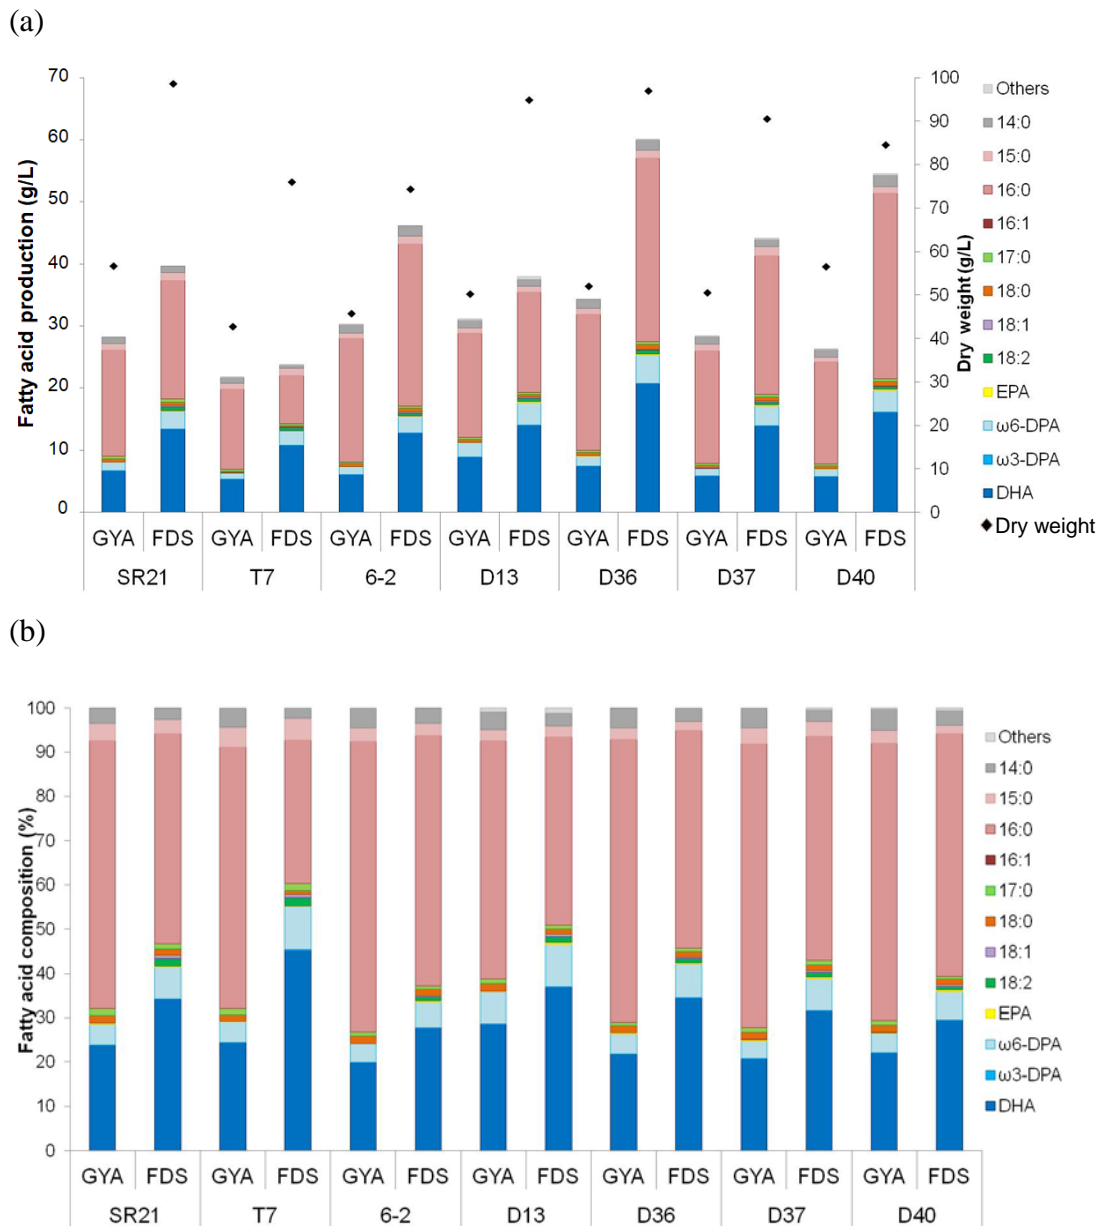 (a)
Fatty acid production (g/L)
70
60
50
40
30
20
10
0
100
90
80
70
60
50
40
30
20
10
0
Dry weight (g/L)
Others
14:0
15:0
16:0
16:1
17:0
18:0
18:1
18:2
EPA
ω6-DPA
ω3-DPA
DHA
Dry weight
GYA FDS GYA FDS GYA FDS GYA FDS GYA FDS GYA FDS GYA FDS
SR21 T7 6-2 D13 D36 D37 D40
(b)
Fatty acid composition (%)
100
90
80
70
60
50
40
30
20
10
0
Others
14:0
15:0
16:0
16:1
17:0
18:0
18:1
18:2
EPA
ω6-DPA
ω3-DPA
DHA
GYA FDS GYA FDS GYA FDS GYA FDS GYA FDS GYA FDS GYA FDS
SR21 T7 6-2 D13 D36 D37 D40